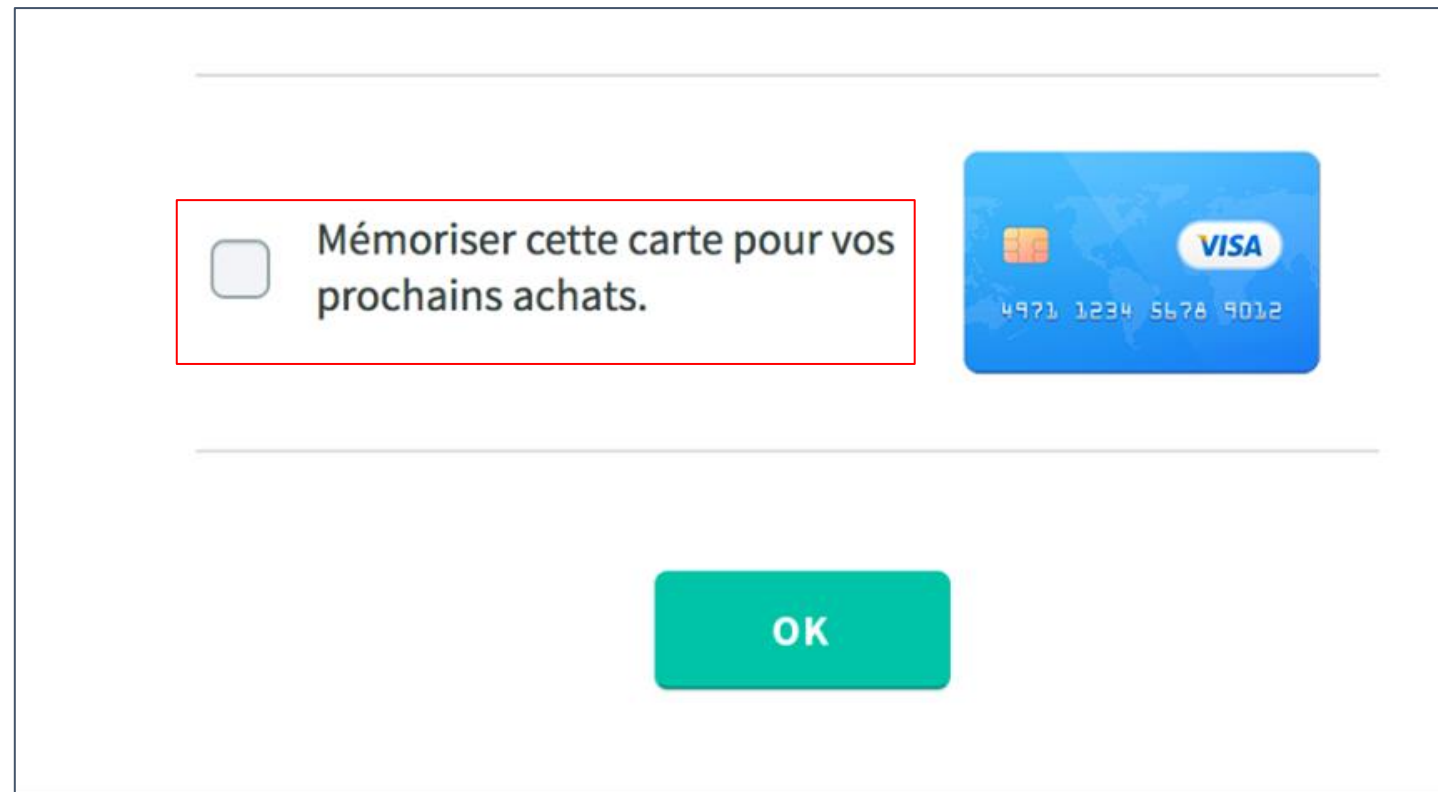 Mémoriser cette carte pour vos
prochains achats.
VISA
4971 1234 5678 9012
OK